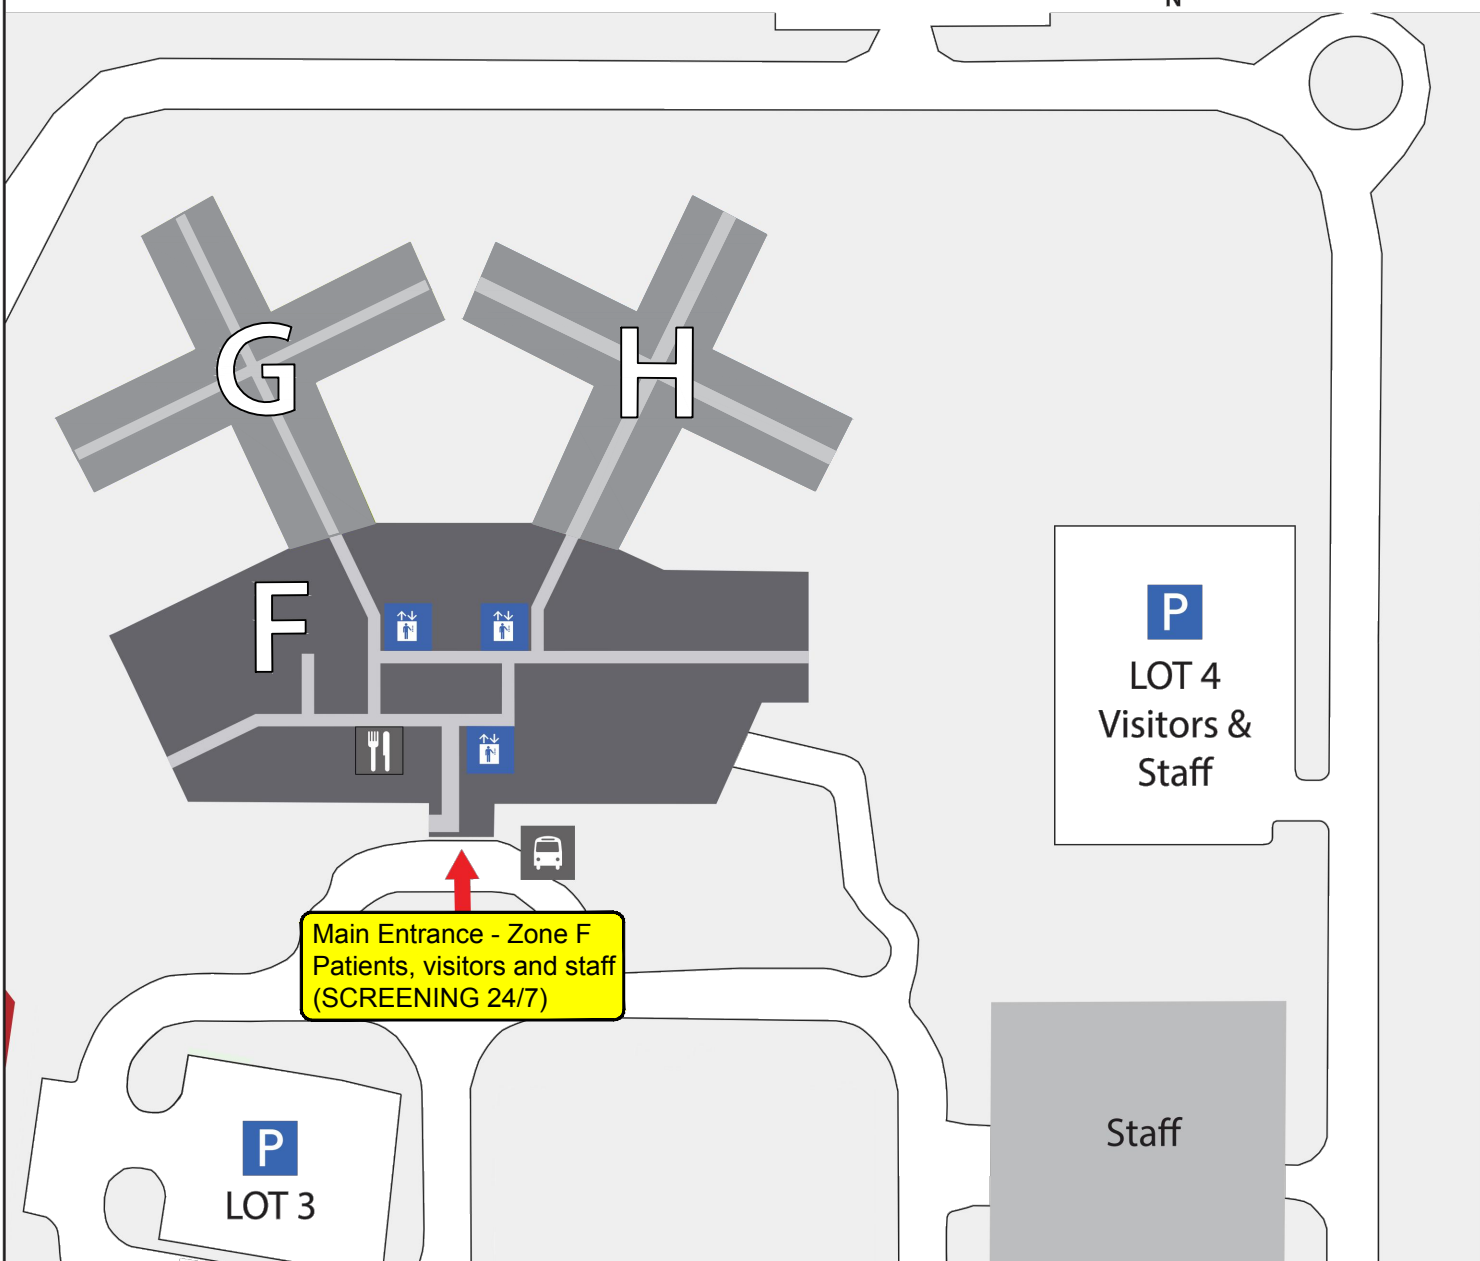 N
G
H
F
P
LOT 4
Visitors &
Staff
Main Entrance - Zone F
Patients, visitors and staff
(SCREENING 24/7)
Staff
P
LOT 3